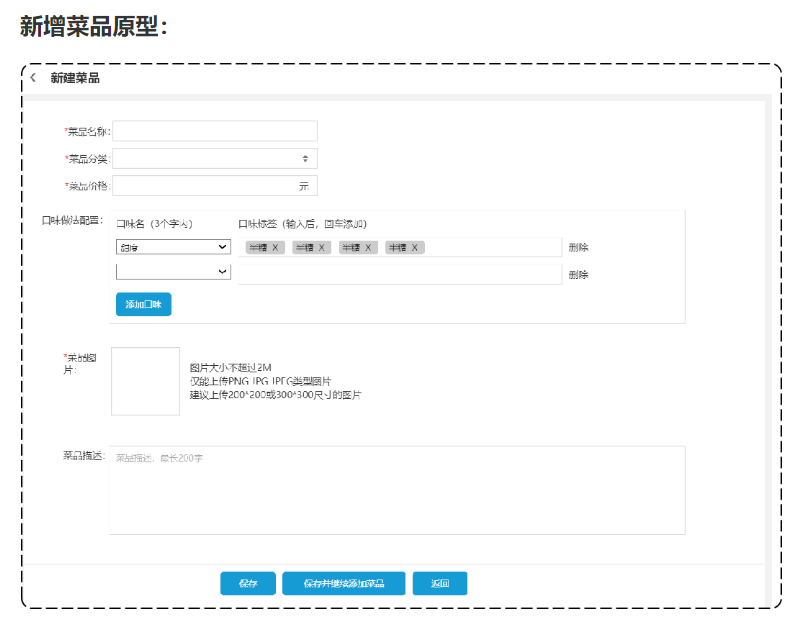 新增菜品原型：
新建菜品
*菜品名称:
*菜品分类:
*菜品价格: 元
口味做法配置: 口味名（3个字内） 口味标签（输入后，回车添加）
甜度 半糖 X 半糖 X 半糖 X 半糖 X 删除
删除
添加口味
*菜品图
片:
图片大小不超过2M
仅能上传PNG JPG JPEG类型图片
建议上传200*200或300*300尺寸的图片
菜品描述: 菜品描述，最长200字
保存 保存并继续添加菜品 返回